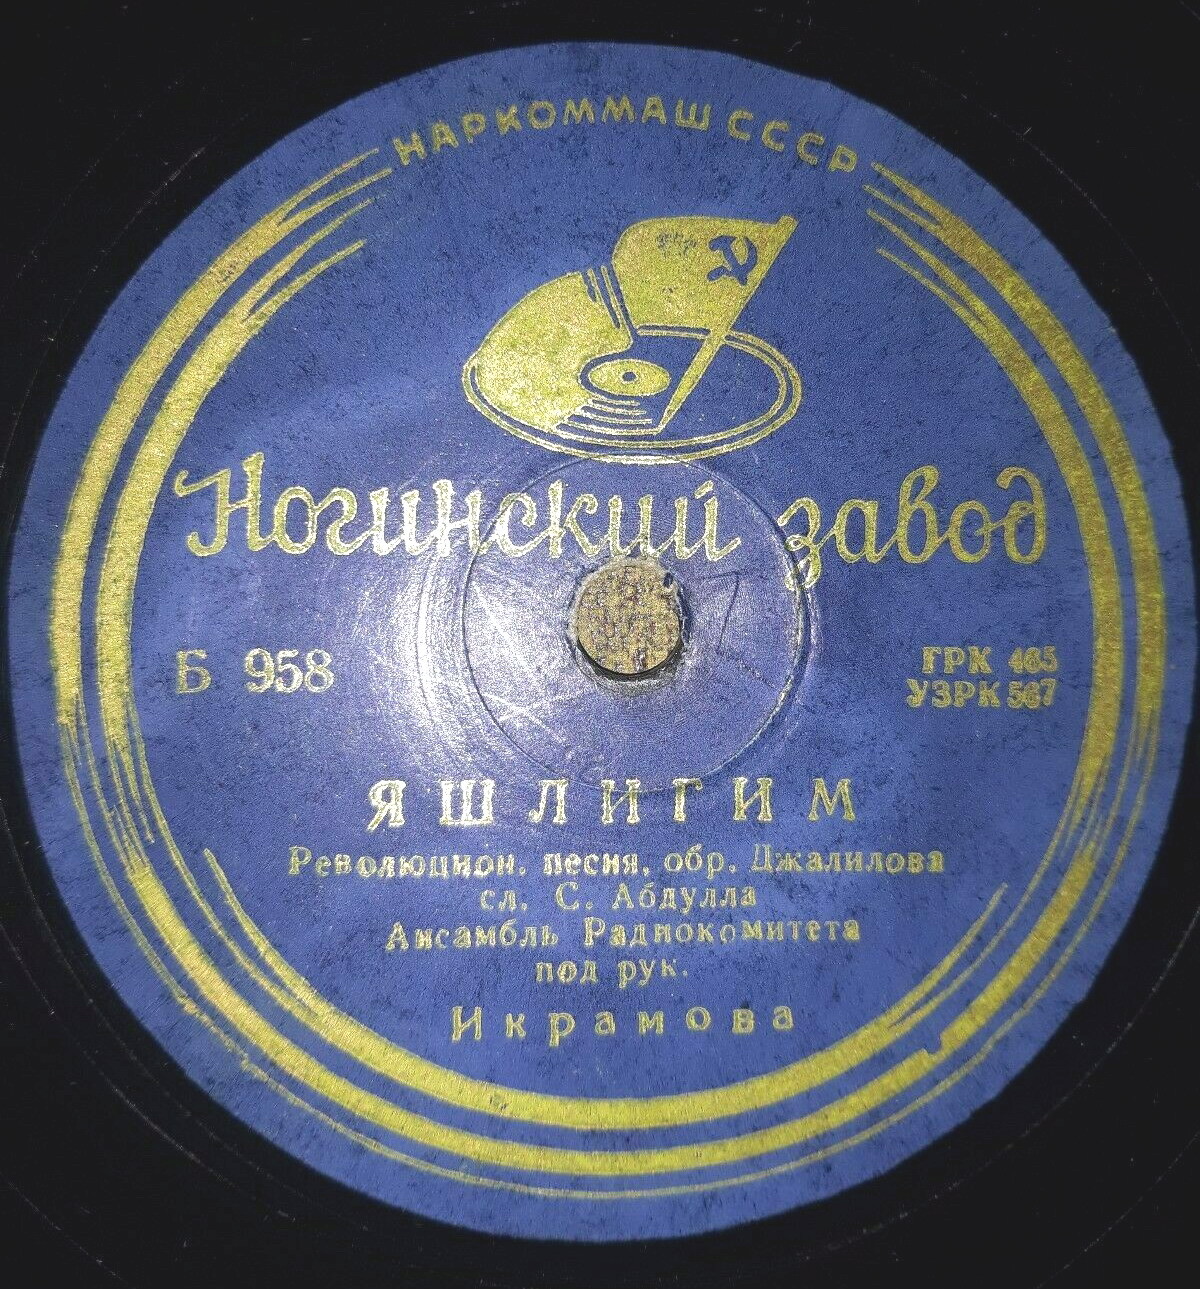 НАРКОММАШ СССР
Ногинский завод
Б 958
ГРК 465
УЗРК 567
ЯШЛИГИМ
Революцион. песня, обр. Джалилова
сл. С. Абдулла
Ансамбль Радиокомитета
под рук.
Икрамова